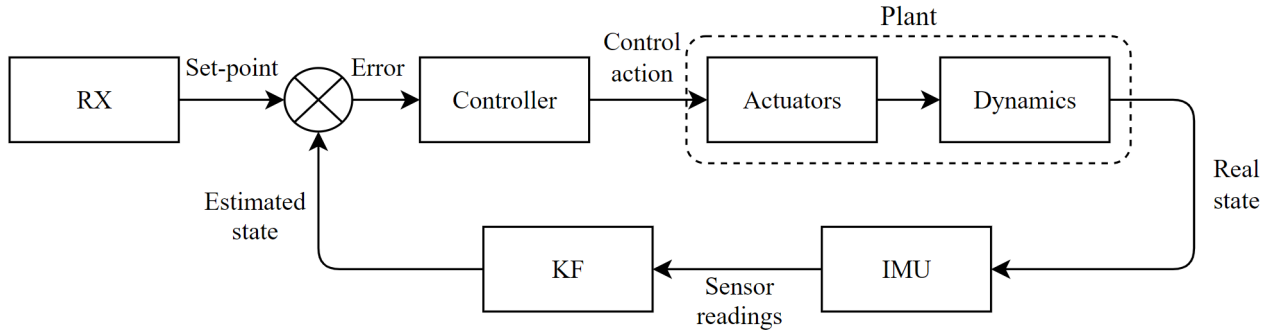 Plant
Control
action
Set-point
Error
RX
Controller
Actuators
Dynamics
Real
state
Estimated
state
KF
IMU
Sensor
readings